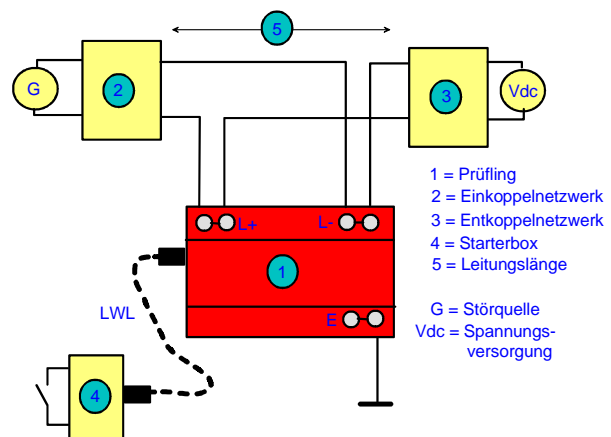 5
G
2
3
Vdc
1 = Prüfling
2 = Einkoppelnetzwerk
3 = Entkoppelnetzwerk
4 = Starterbox
5 = Leitungslänge
L+
L-
1
LWL
E
G = Störquelle
Vdc = Spannungs-
versorgung
4